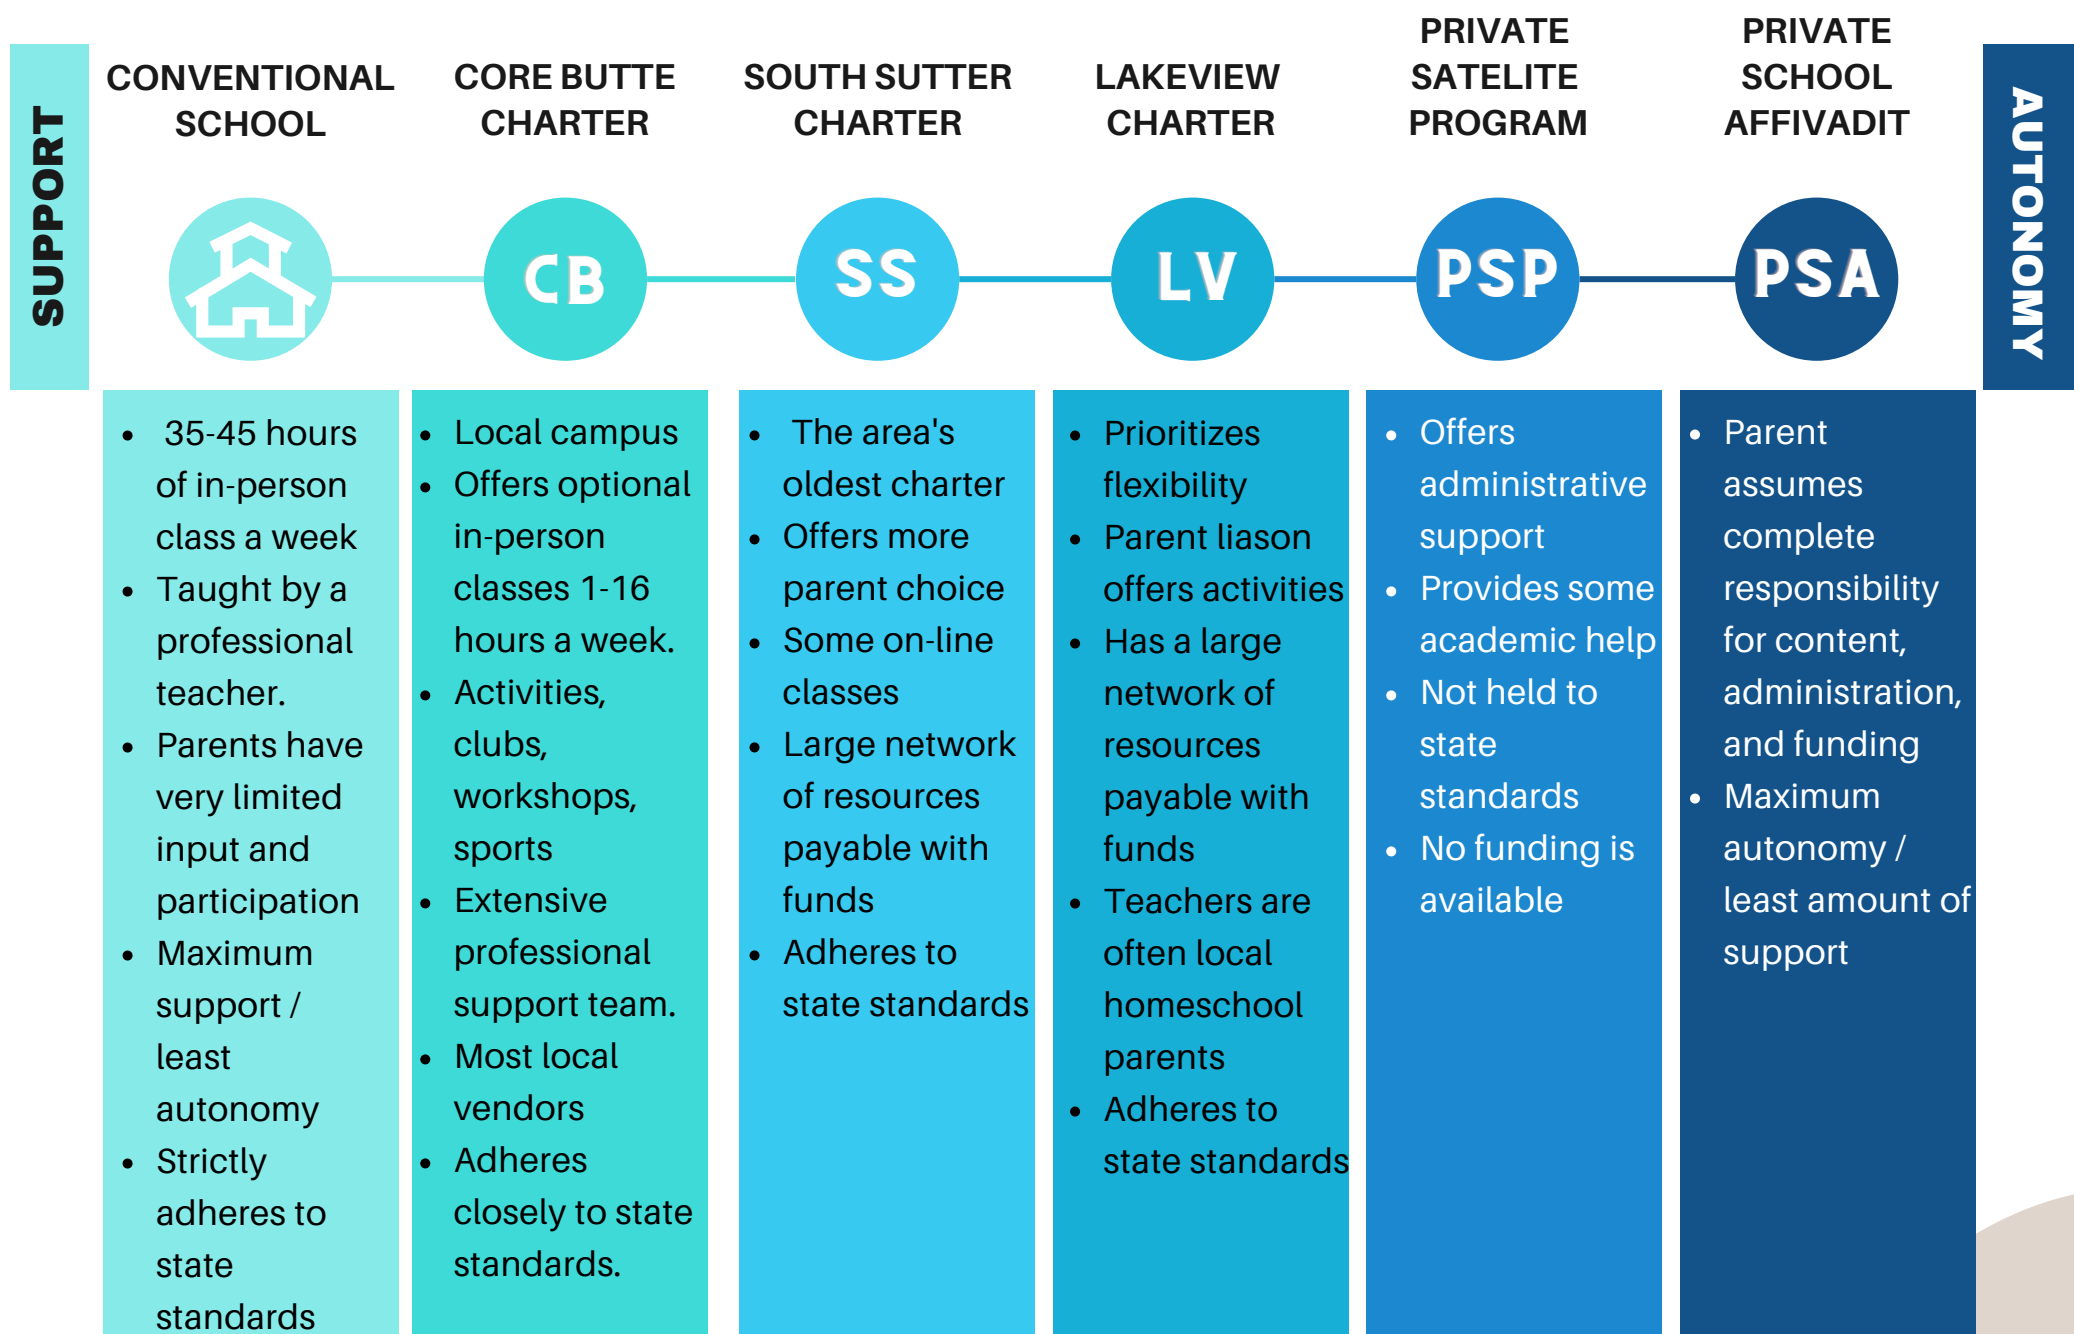 SUPPORT
CONVENTIONAL
SCHOOL
CORE BUTTE
CHARTER
SOUTH SUTTER
CHARTER
LAKEVIEW
CHARTER
PRIVATE
SATELITE
PROGRAM
PRIVATE
SCHOOL
AFFIVADIT
AUTONOMY
CB
SS
LV
PSP
PSA
• 35-45 hours
of in-person
class a week
• Taught by a
professional
teacher.
• Parents have
very limited
input and
participation
• Maximum
support /
least
autonomy
• Strictly
adheres to
state
standards
• Local campus
• Offers optional
in-person
classes 1-16
hours a week.
• Activities,
clubs,
workshops,
sports
• Extensive
professional
support team.
• Most local
vendors
• Adheres
closely to state
standards.
• The area's
oldest charter
• Offers more
parent choice
• Some on-line
classes
• Large network
of resources
payable with
funds
• Adheres to
state standards
• Prioritizes
flexibility
• Parent liason
offers activities
• Has a large
network of
resources
payable with
funds
• Teachers are
often local
homeschool
parents
• Adheres to
state standards
• Offers
administrative
support
• Provides some
academic help
• Not held to
state
standards
• No funding is
available
• Parent
assumes
complete
responsibility
for content,
administration,
and funding
• Maximum
autonomy /
least amount of
support